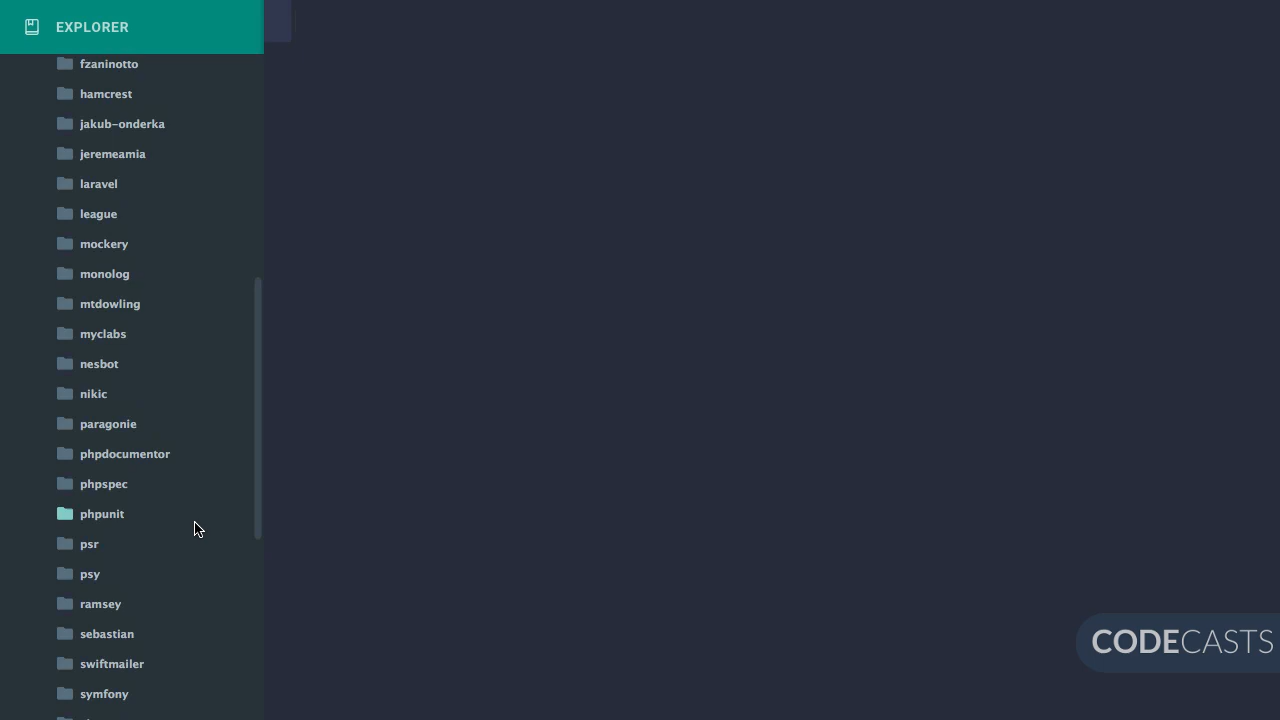 EXPLORER
fzaninotto
hamcrest
jakub-onderka
jeremeamia
laravel
league
mockery
monolog
mtdowling
myclabs
nesbot
nikic
paragonie
phpdocumentor
phpspec
phpunit
psr
psy
ramsey
sebastian
swiftmailer
symfony
CODECASTS